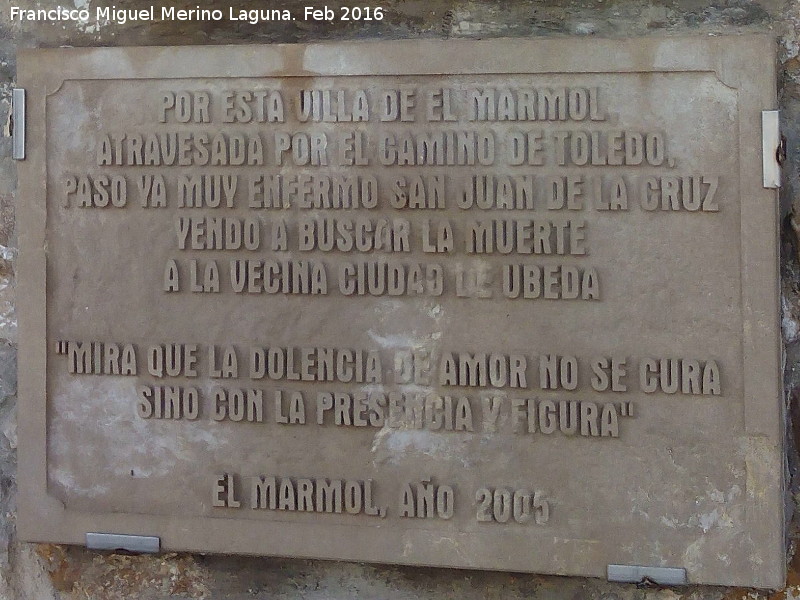 Francisco Miguel Merino Laguna. Feb 2016
POR ESTA VILLA DE EL MARMOL
ATRAVESADA POR EL CAMINO DE TOLEDO,
PASO YA MUY ENFERMO SAN JUAN DE LA CRUZ
YENDO A BUSCAR LA MUERTE
A LA VECINA CIUDAD DE UBEDA
"MIRA QUE LA DOLENCIA DE AMOR NO SE CURA
SINO CON LA PRESENCIA Y FIGURA"
EL MARMOL, AÑO 2005